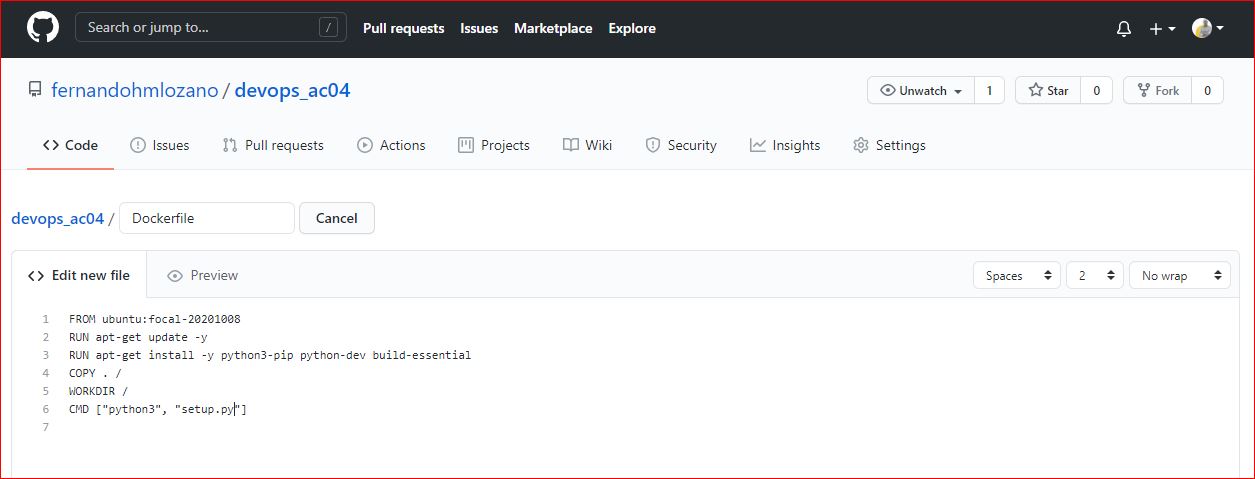 Search or jump to... / Pull requests Issues Marketplace Explore
fernandohmlozano / devops_ac04 Unwatch 1 Star 0 Fork 0
Code Issues Pull requests Actions Projects Wiki Security Insights Settings
devops_ac04 / Dockerfile Cancel
Edit new file Preview Spaces 2 No wrap
1 FROM ubuntu:focal-20201008
2 RUN apt-get update -y
3 RUN apt-get install -y python3-pip python-dev build-essential
4 COPY . /
5 WORKDIR /
6 CMD ["python3", "setup.py"]
7